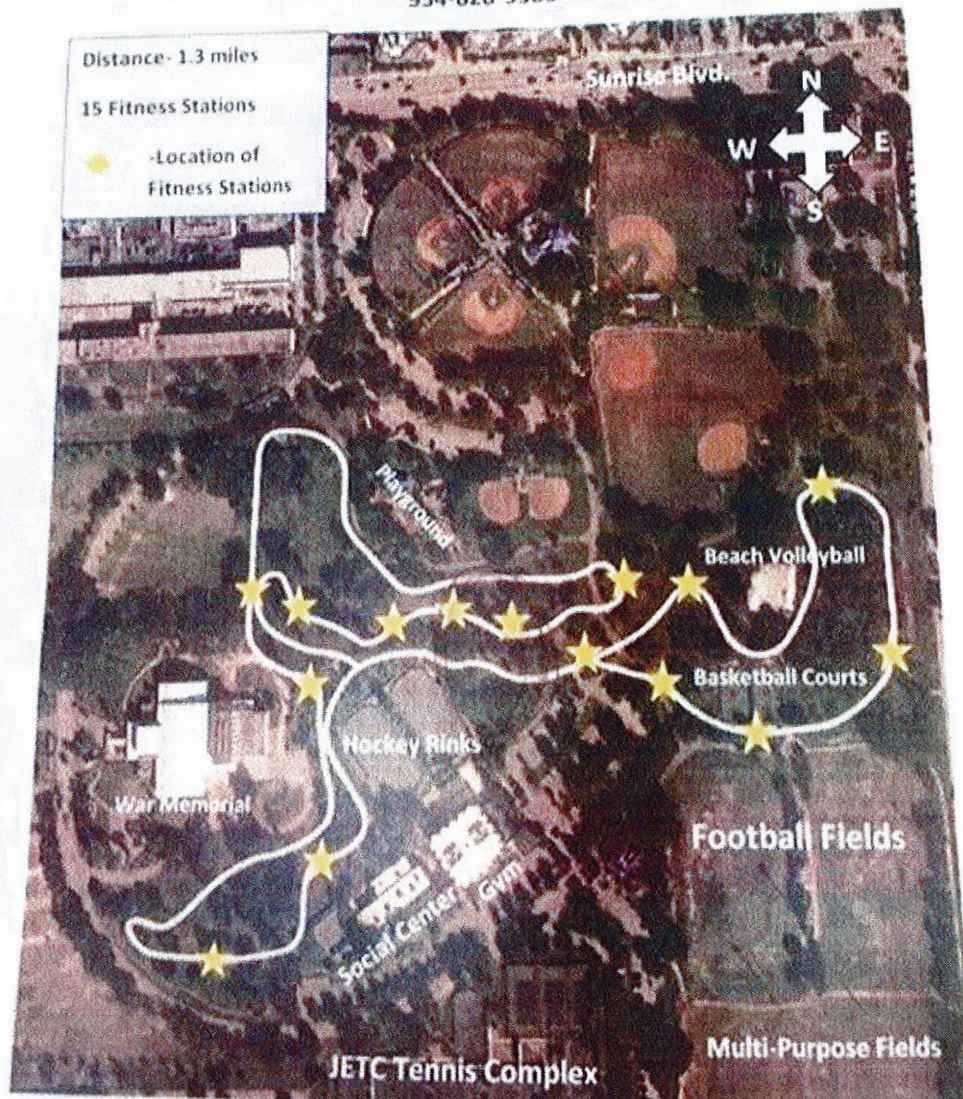 Distance- 1.3 miles
15 Fitness Stations
-Location of
Fitness Stations
Sunrise Blvd.
N
W E
S
Playground
Beach Volleyball
Basketball Courts
Hockey Rinks
War Memorial
Football Fields
Social Center
Gym
Multi-Purpose Fields
JETC Tennis Complex